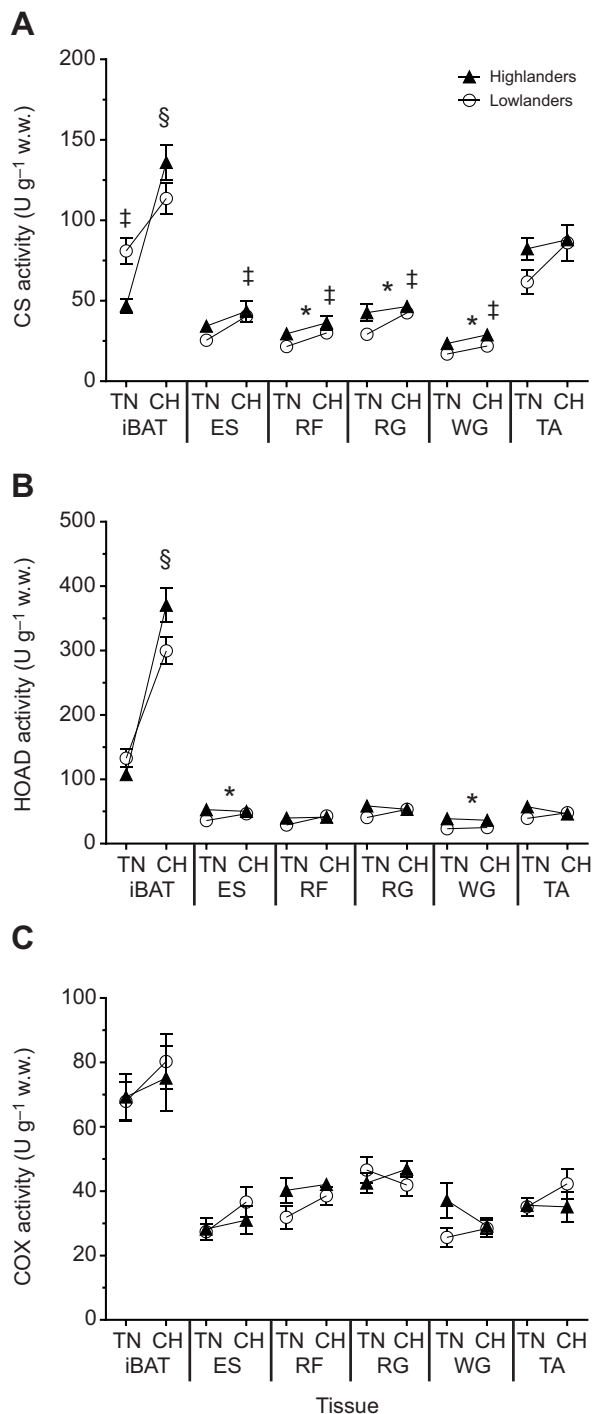 A
CS activity (U g⁻¹ w.w.)
200
150
100
50
0
Highlanders
Lowlanders
‡
§
‡
* ‡
* ‡
* ‡
TN CH TN CH TN CH TN CH TN CH TN CH
iBAT ES RF RG WG TA
B
HOAD activity (U g⁻¹ w.w.)
500
400
300
200
100
0
§
*
*
TN CH TN CH TN CH TN CH TN CH TN CH
iBAT ES RF RG WG TA
C
COX activity (U g⁻¹ w.w.)
100
80
60
40
20
0
TN CH TN CH TN CH TN CH TN CH TN CH
iBAT ES RF RG WG TA
Tissue